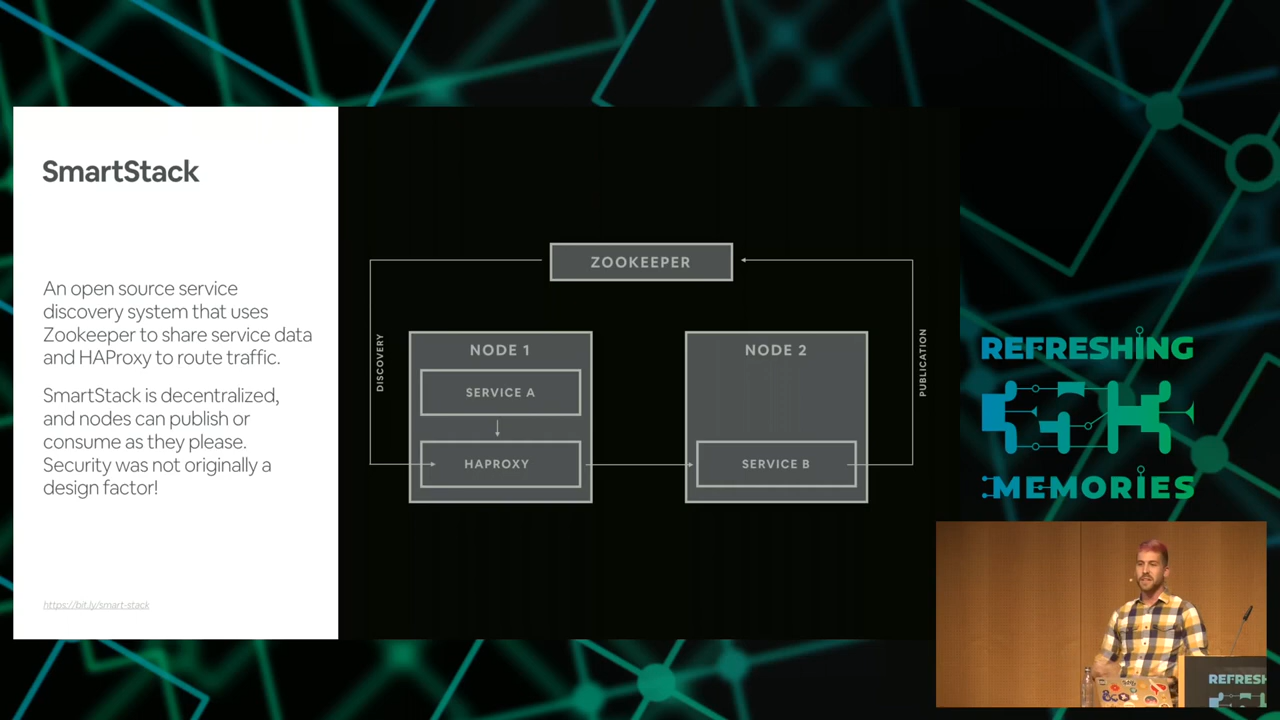 SmartStack
An open source service
discovery system that uses
Zookeeper to share service data
and HAProxy to route traffic.
SmartStack is decentralized,
and nodes can publish or
consume as they please.
Security was not originally a
design factor!
https://bit.ly/smart-stack
ZOOKEEPER
DISCOVERY
PUBLICATION
NODE 1
SERVICE A
HAPROXY
NODE 2
SERVICE B
REFRESHING
MEMORIES
REFRESH